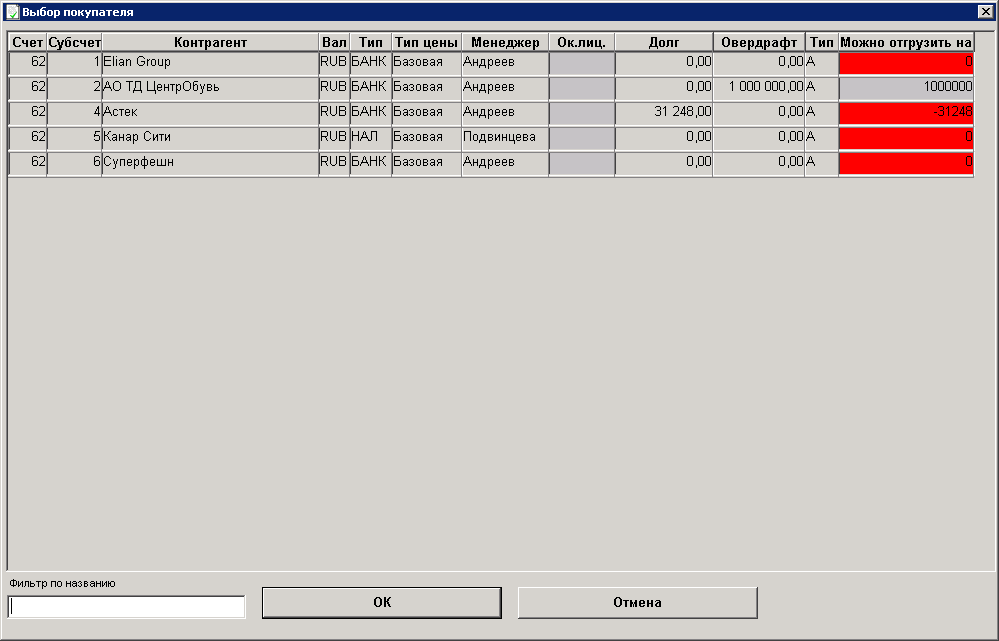 Выбор покупателя
Счет Субсчет Контрагент Вал Тип Тип цены Менеджер Ок.лиц. Долг Овердрафт Тип Можно отгрузить на
62 1 Elian Group RUB БАНК Базовая Андреев 0,00 0,00 А 0
62 2 АО ТД ЦентрОбувь RUB БАНК Базовая Андреев 0,00 1 000 000,00 А 1000000
62 4 Астек RUB БАНК Базовая Андреев 31 248,00 0,00 А -31248
62 5 Канар Сити RUB НАЛ Базовая Подвинцева 0,00 0,00 А 0
62 6 Суперфешн RUB БАНК Базовая Андреев 0,00 0,00 А 0
Фильтр по названию
ОК Отмена